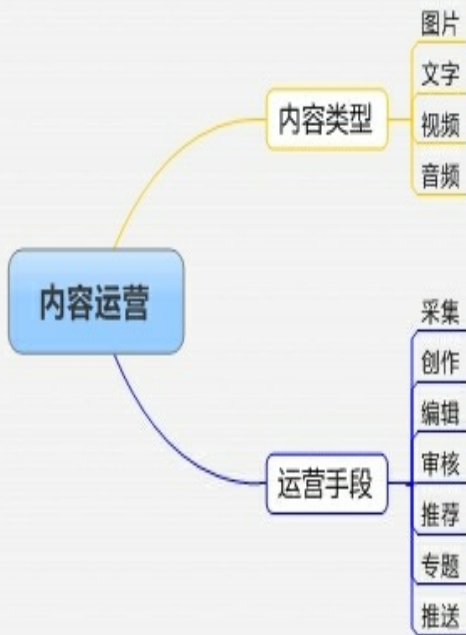 内容运营
内容类型
图片
文字
视频
音频
运营手段
采集
创作
编辑
审核
推荐
专题
推送